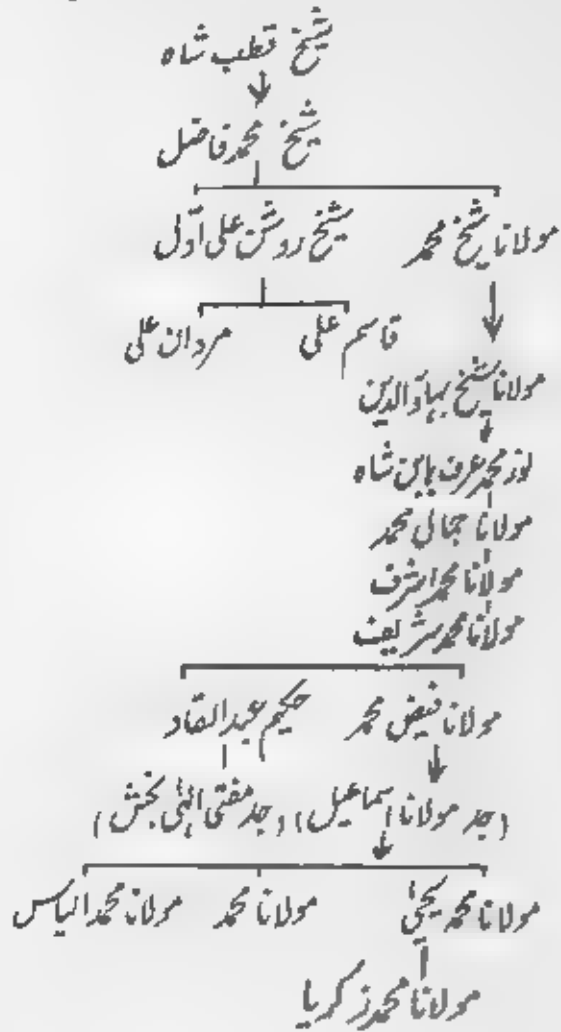 شیخ قطب شاہ
شیخ محمد فاضل
مولانا شیخ محمد شیخ روشن علی اوّل
قاسم علی مردان علی
مولانا شیخ بہاؤالدین
نور محمد عرف بابن شاہ
مولانا جمال محمد
مولانا محمد اشرف
مولانا محمد شریف
مولانا فیض محمد حکیم عبدالقاد
(جد مولانا اسماعیل) (جد مفتی الٰہی بخش)
مولانا محمد یحییٰ مولانا محمد مولانا محمد الیاس
مولانا محمد زکریا